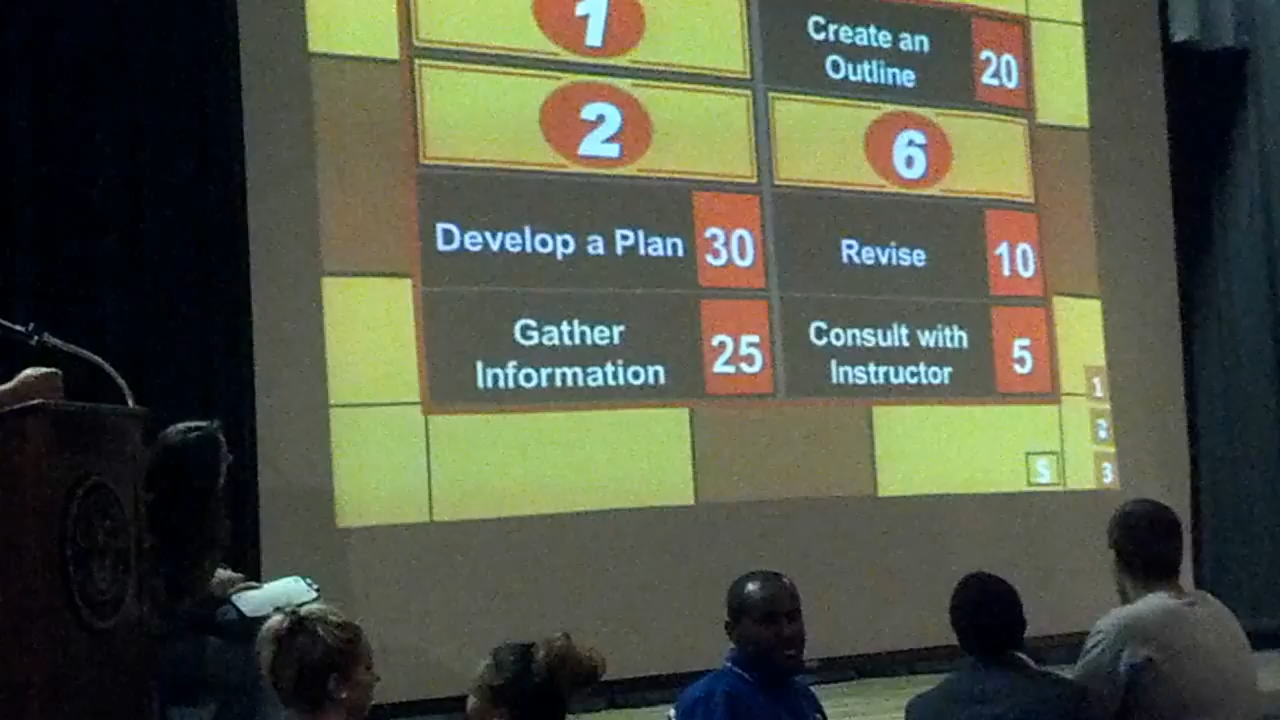 1
2
Develop a Plan 30
Gather
Information 25
Create an
Outline 20
6
Revise 10
Consult with
Instructor 5
S
1
2
3